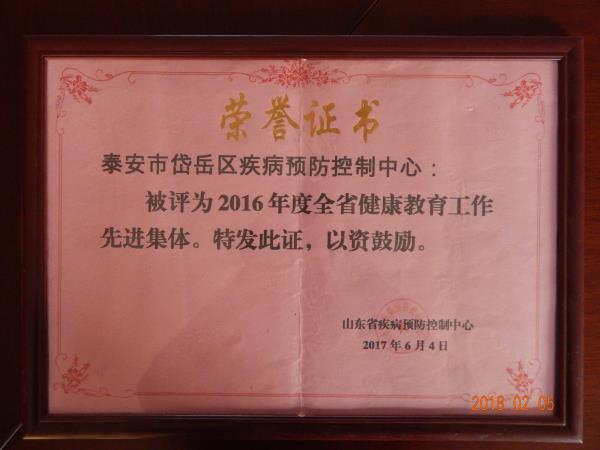 荣誉证书
泰安市岱岳区疾病预防控制中心：
被评为2016年度全省健康教育工作
先进集体。特发此证，以资鼓励。
山东省疾病预防控制中心
2017年6月4日
2018 02 05